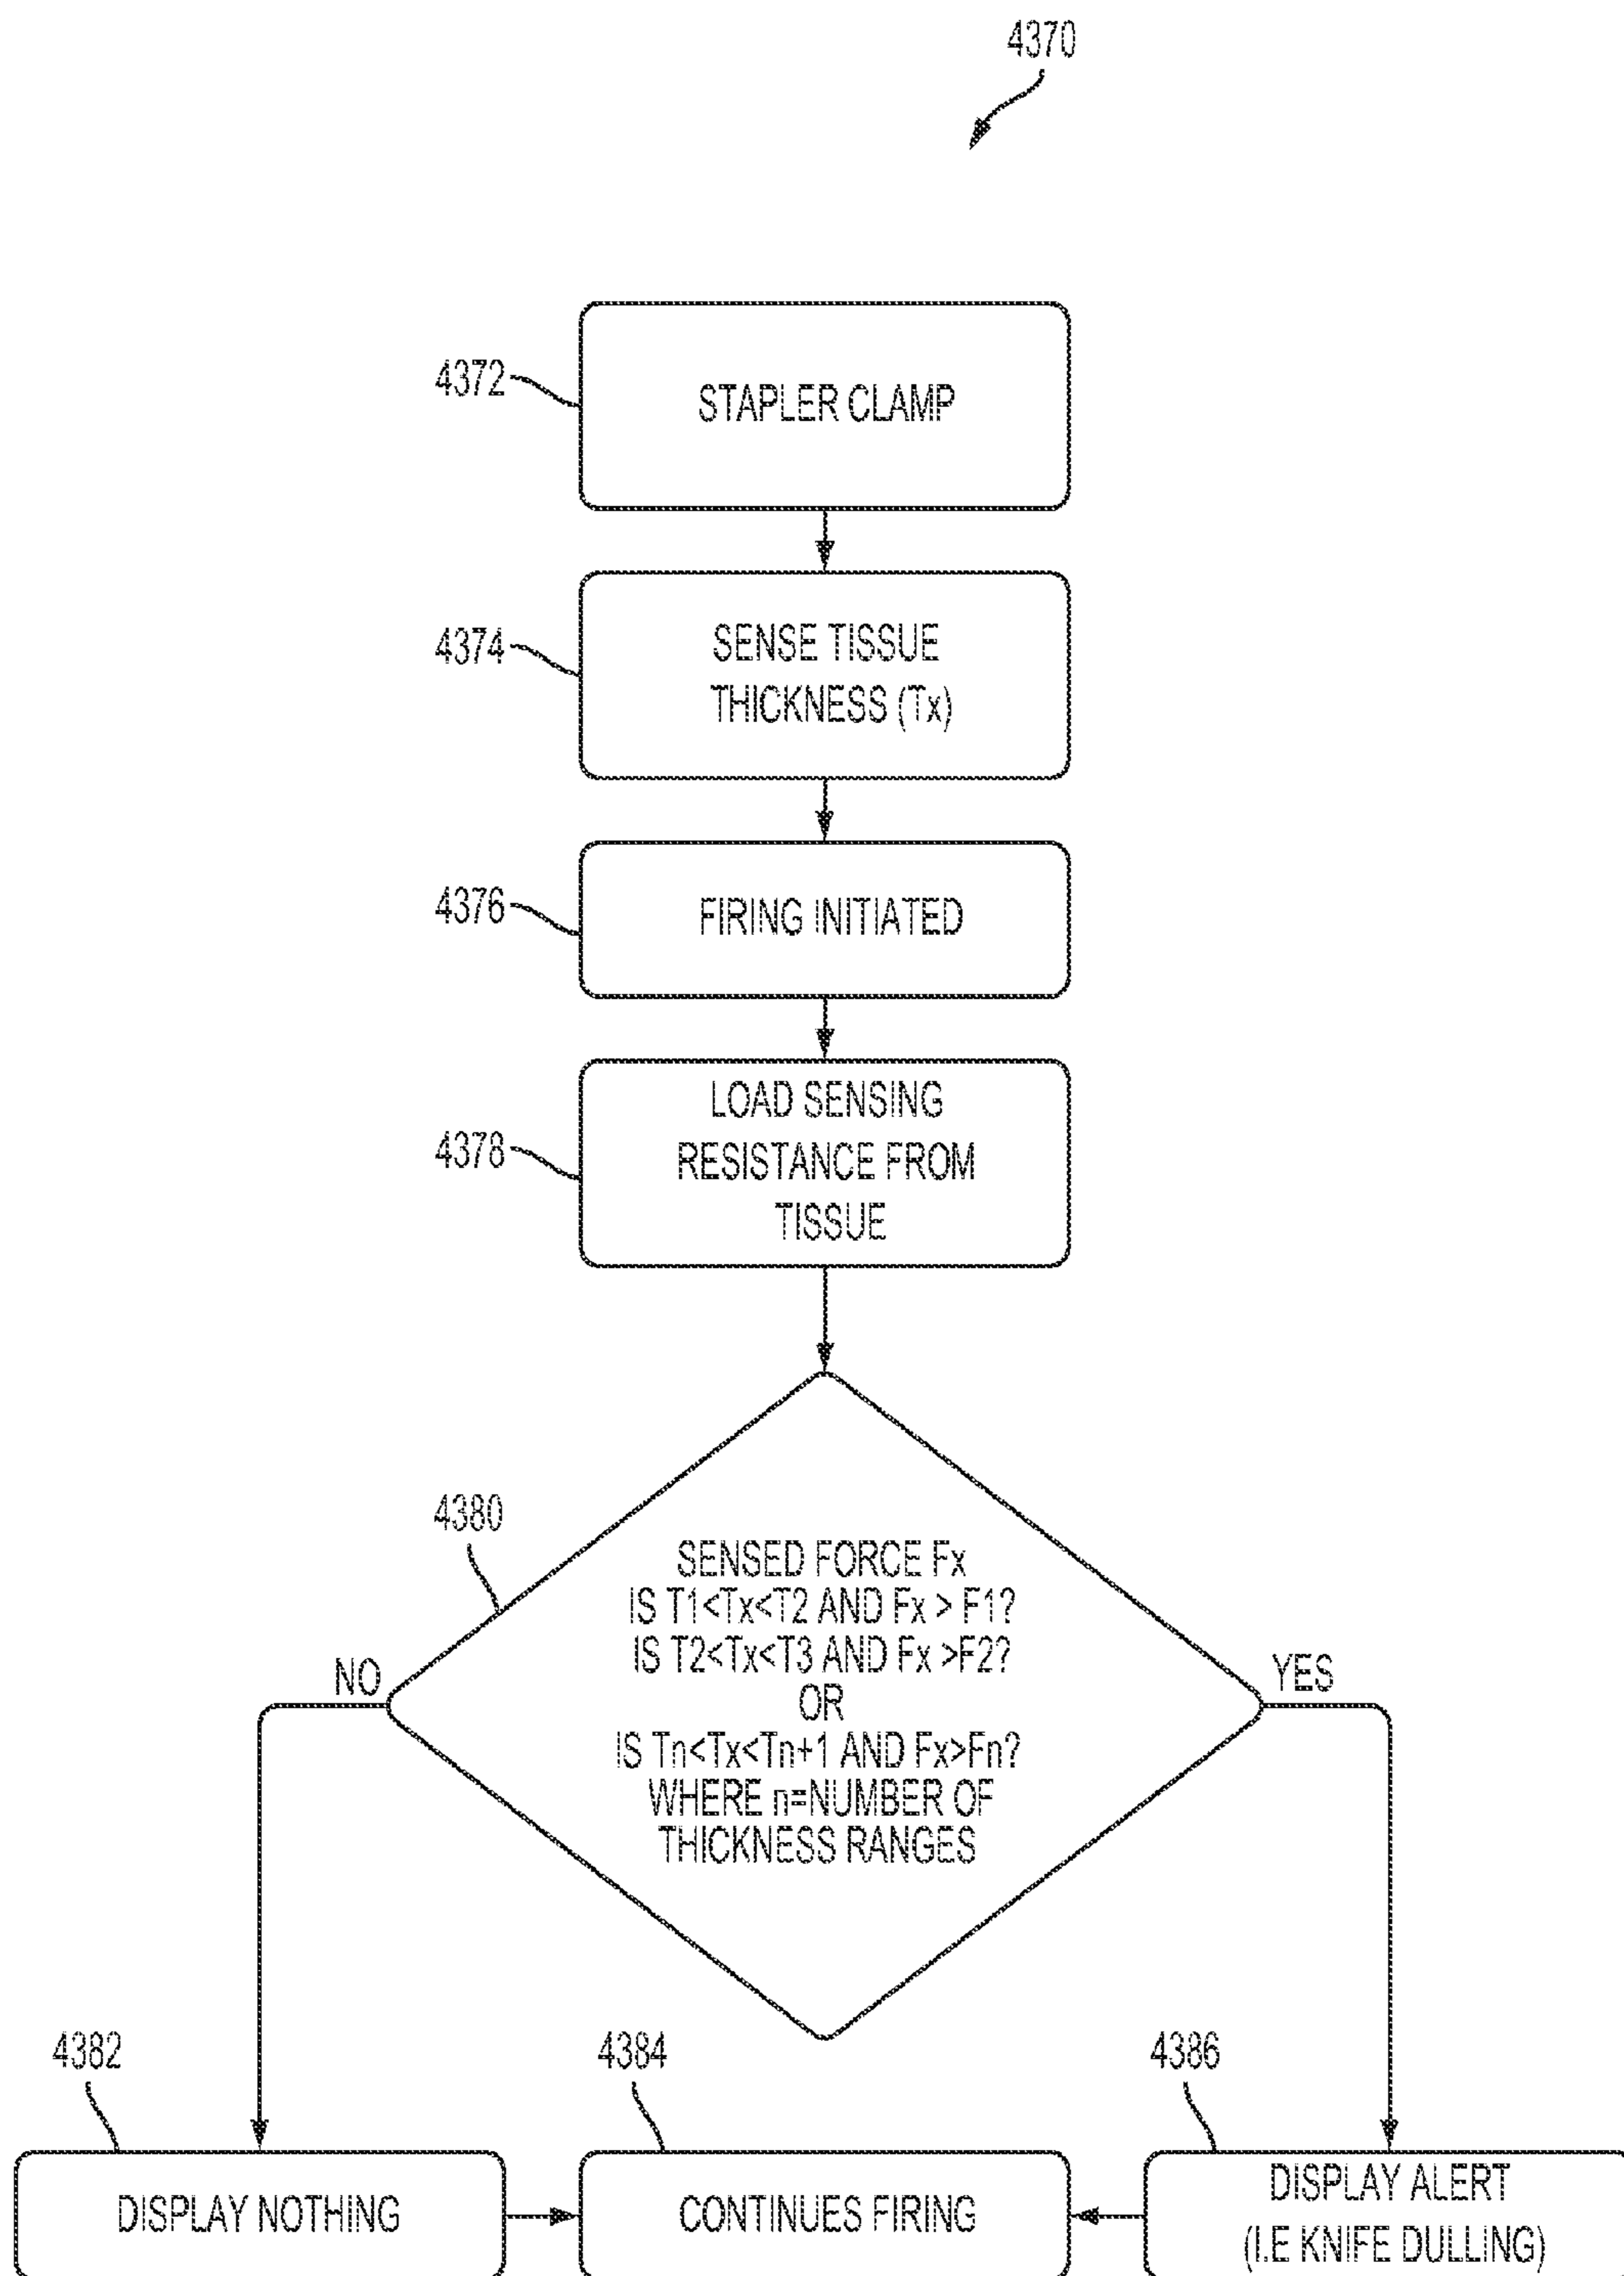 4370
4372
STAPLER CLAMP
4374
SENSE TISSUE
THICKNESS (Tx)
4376
FIRING INITIATED
4378
LOAD SENSING
RESISTANCE FROM
TISSUE
4380
SENSED FORCE Fx
IS T1<Tx<T2 AND Fx > F1?
IS T2<Tx<T3 AND Fx >F2?
OR
IS Tn<Tx<Tn+1 AND Fx>Fn?
WHERE n=NUMBER OF
THICKNESS RANGES
NO
YES
4382
DISPLAY NOTHING
4384
CONTINUES FIRING
4386
DISPLAY ALERT
(I.E KNIFE DULLING)